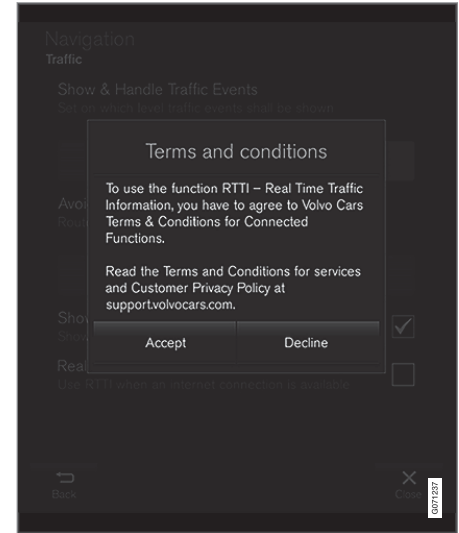 Navigation
Traffic
Show & Handle Traffic Events
Set on which level traffic events shall be shown
Terms and conditions
To use the function RTTI – Real Time Traffic
Information, you have to agree to Volvo Cars
Terms & Conditions for Connected
Functions.
Read the Terms and Conditions for services
and Customer Privacy Policy at
support.volvocars.com.
Accept
Decline
Use RTTI when an internet connection is available
Back
Close
G071237